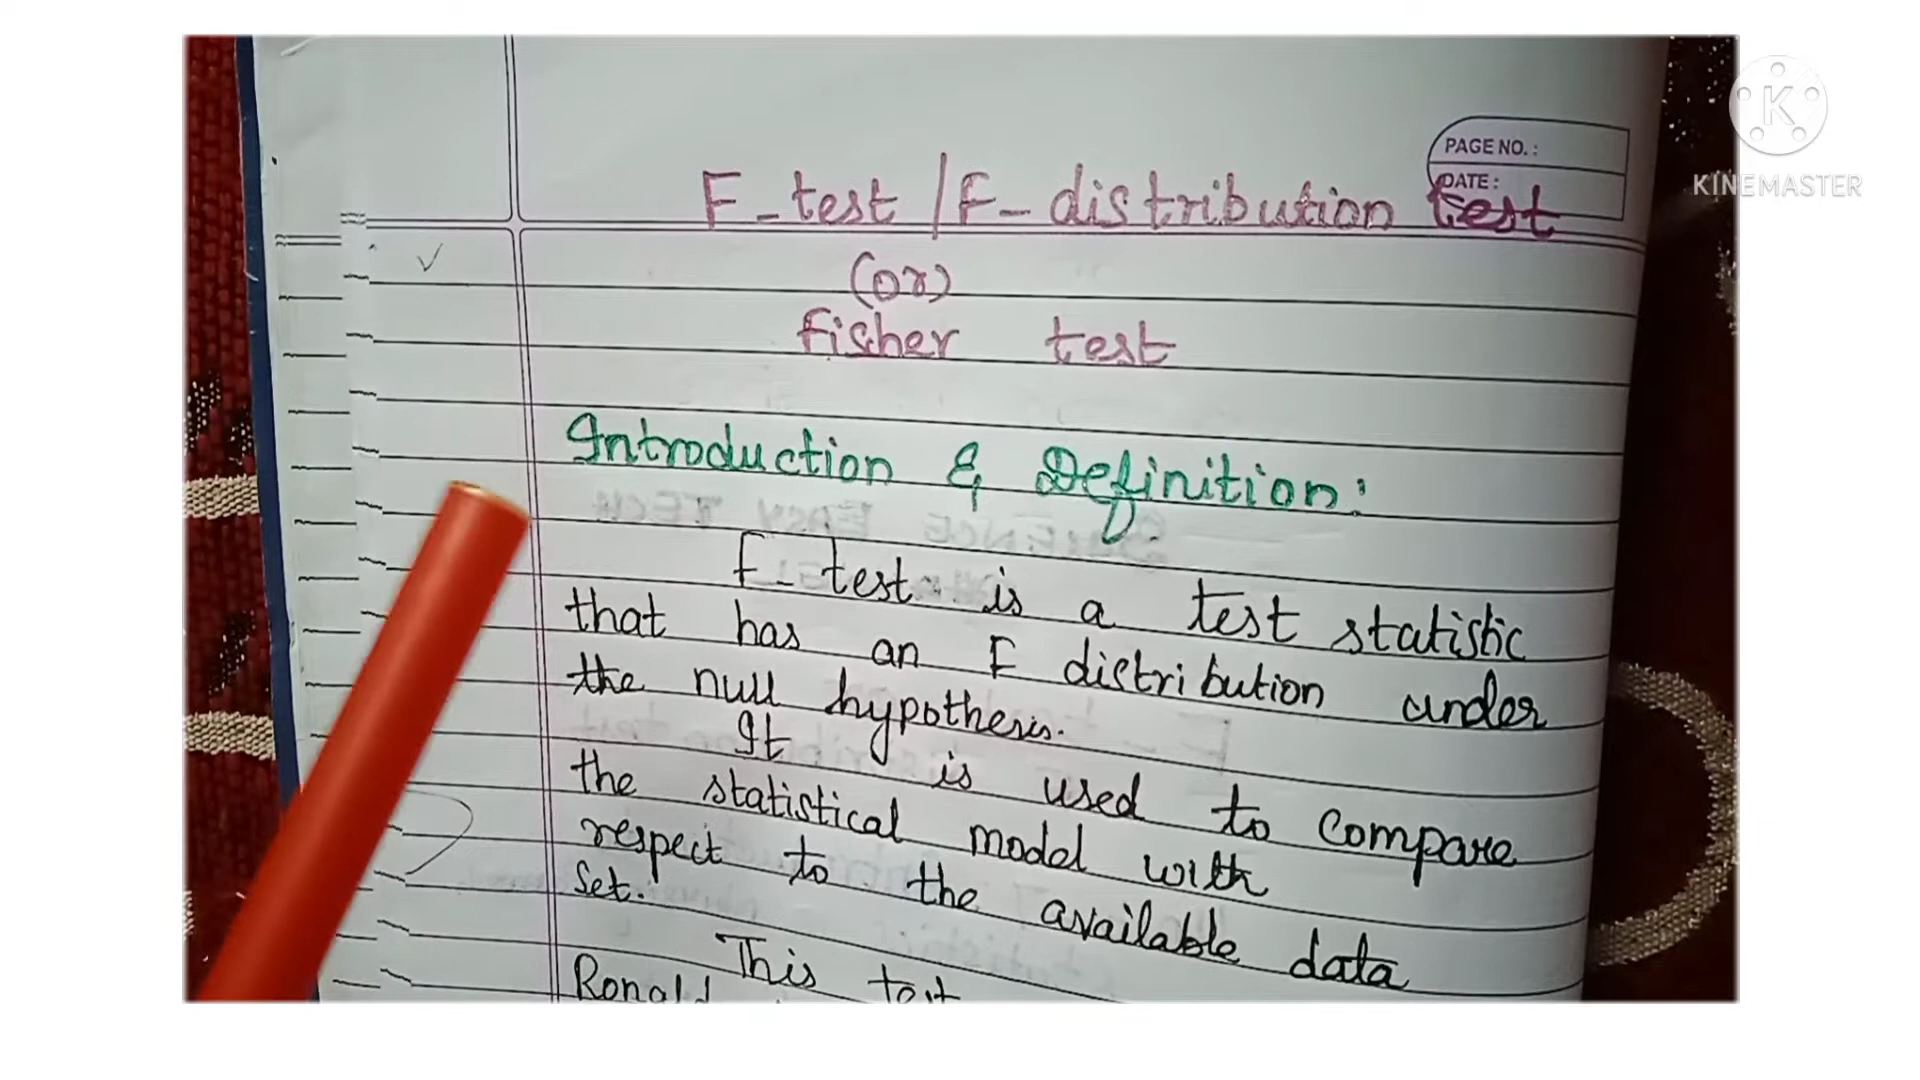 PAGE NO. :
DATE :
KINEMASTER
F-test / F-distribution test
(or)
Fisher test
Introduction & Definition:
F-test is a test statistic
that has an F distribution under
the null hypothesis.
It is used to compare
the statistical model with
respect to the available data
set.
This test
Ronald